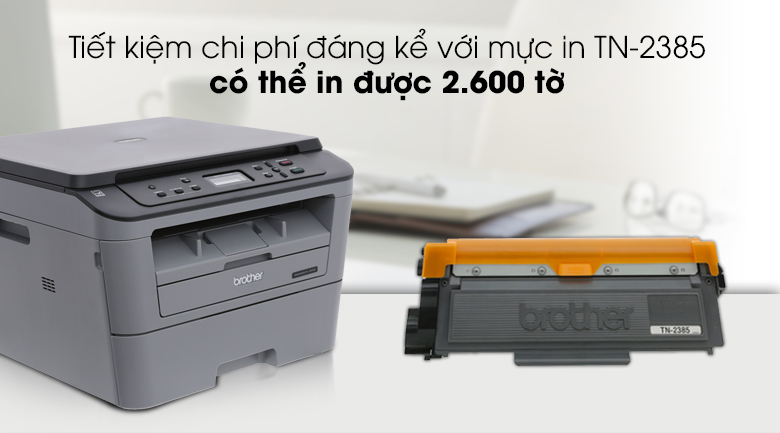 Tiết kiệm chi phí đáng kể với mực in TN-2385
có thể in được 2.600 tờ
brother
brother
TN-2385